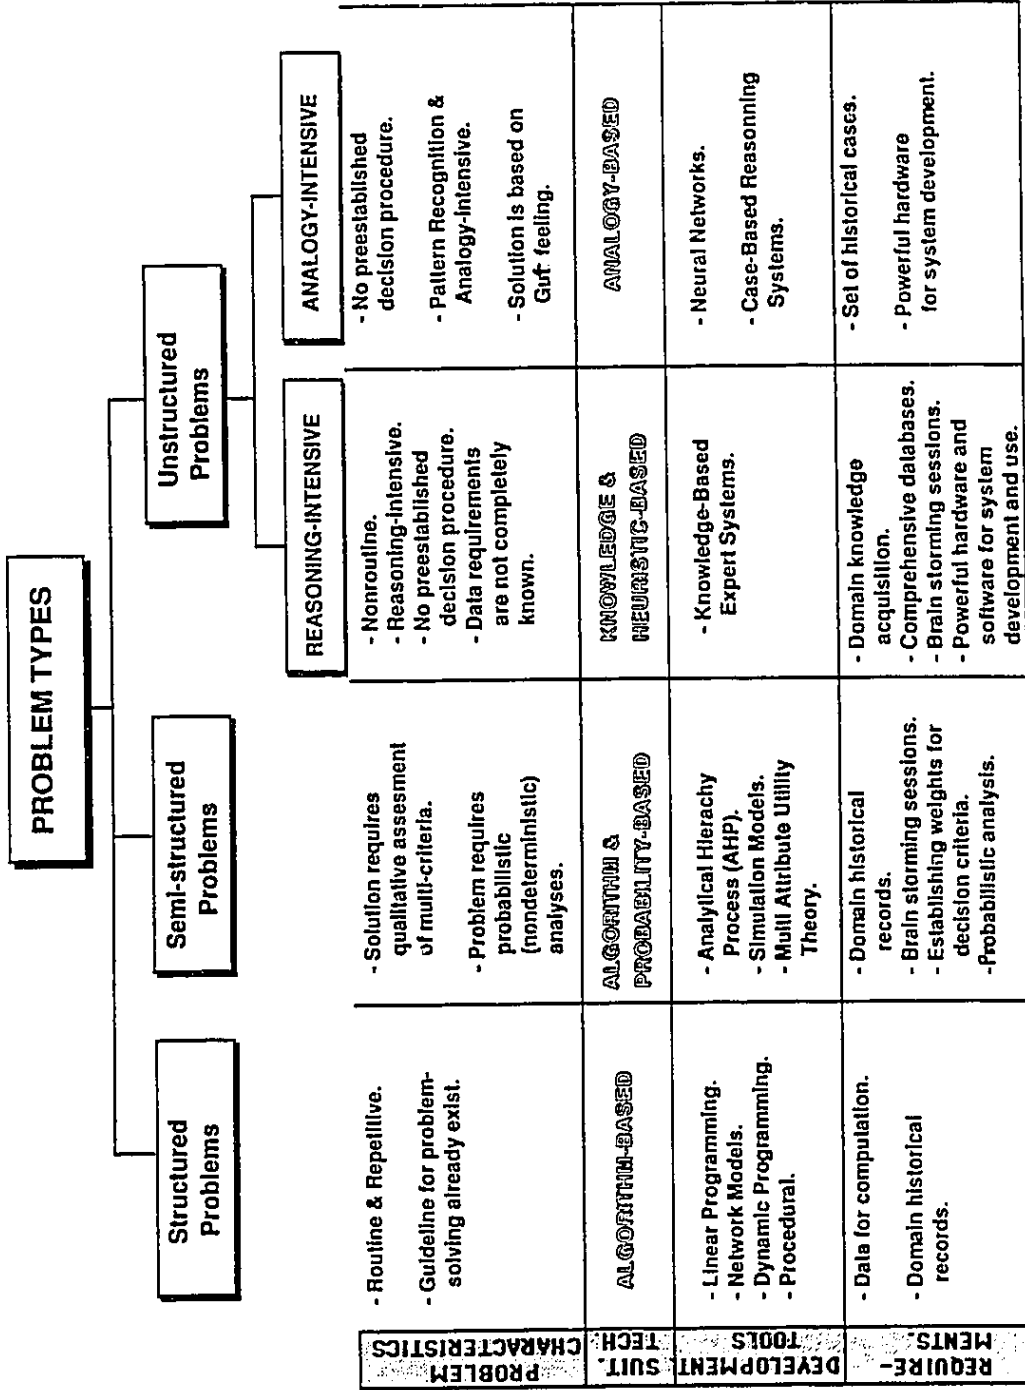 PROBLEM TYPES
Structured
Problems
Semi-structured
Problems
Unstructured
Problems
REASONING-INTENSIVE
ANALOGY-INTENSIVE
PROBLEM
CHARACTERISTICS
- Routine & Repetitive.
- Guideline for problem-
solving already exist.
- Solution requires
qualitative assesment
of multi-criteria.
- Problem requires
probabilistic
(nondeterministic)
analyses.
- Nonroutine.
- Reasoning-intensive.
- No preestablished
decision procedure.
- Data requirements
are not completely
known.
- No preestablished
decision procedure.
- Pattern Recognition &
Analogy-Intensive.
- Solution is based on
Gut feeling.
SUIT.
TECH.
ALGORITHM-BASED
ALGORITHM &
PROBABILITY-BASED
KNOWLEDGE &
HEURISTIC-BASED
ANALOGY-BASED
DEVELOPMENT
TOOLS
- Linear Programming.
- Network Models.
- Dynamic Programming.
- Procedural.
- Analytical Hierachy
Process (AHP).
- Simulation Models.
- Multi Attribute Utility
Theory.
- Knowledge-Based
Expert Systems.
- Neural Networks.
- Case-Based Reasonning
Systems.
REQUIRE-
MENTS.
- Data for computation.
- Domain historical
records.
- Domain historical
records.
- Brain storming sessions.
- Establishing weights for
decision criteria.
-Probabilistic analysis.
- Domain knowledge
acquisition.
- Comprehensive databases.
- Brain storming sessions.
- Powerful hardware and
software for system
development and use.
- Set of historical cases.
- Powerful hardware
for system development.